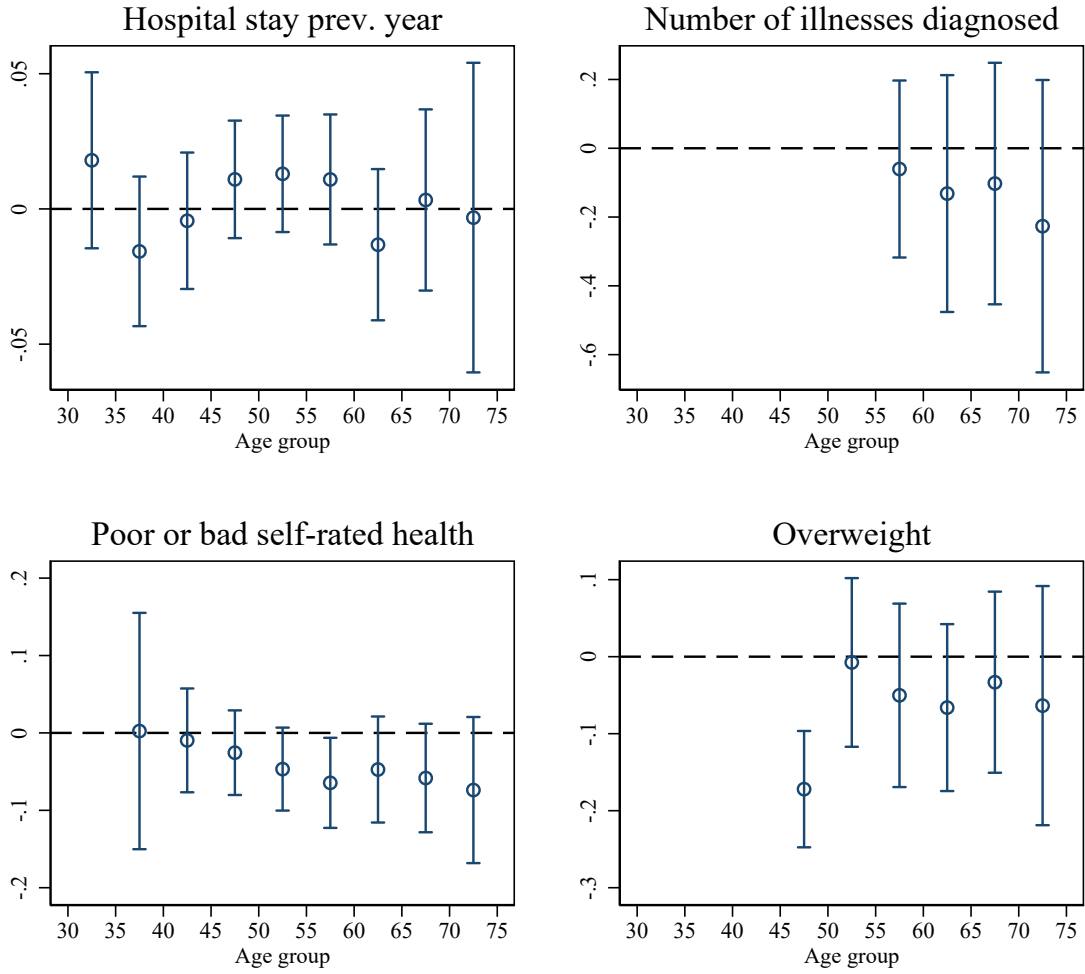 Hospital stay prev. year
.05
0
-.05
30 35 40 45 50 55 60 65 70 75
Age group
Number of illnesses diagnosed
.2
0
-.2
-.4
-.6
30 35 40 45 50 55 60 65 70 75
Age group
Poor or bad self-rated health
.2
.1
0
-.1
-.2
30 35 40 45 50 55 60 65 70 75
Age group
Overweight
.1
0
-.1
-.2
-.3
30 35 40 45 50 55 60 65 70 75
Age group